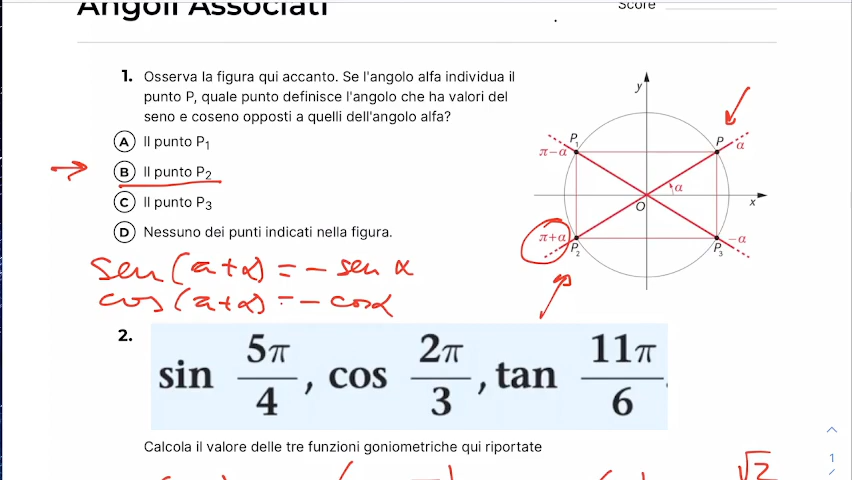 Angoli Associati
Score
1. Osserva la figura qui accanto. Se l'angolo alfa individua il
punto P, quale punto definisce l'angolo che ha valori del
seno e coseno opposti a quelli dell'angolo alfa?
A Il punto P₁
B Il punto P₂
C Il punto P₃
D Nessuno dei punti indicati nella figura.
y
P₁
P
π−α
α
α
O
x
π+α
P₂
P₃
−α
sen (π+α) = − sen α
cos (π+α) = − cos α
2. sin 5π/4, cos 2π/3, tan 11π/6.
Calcola il valore delle tre funzioni goniometriche qui riportate
√2
1